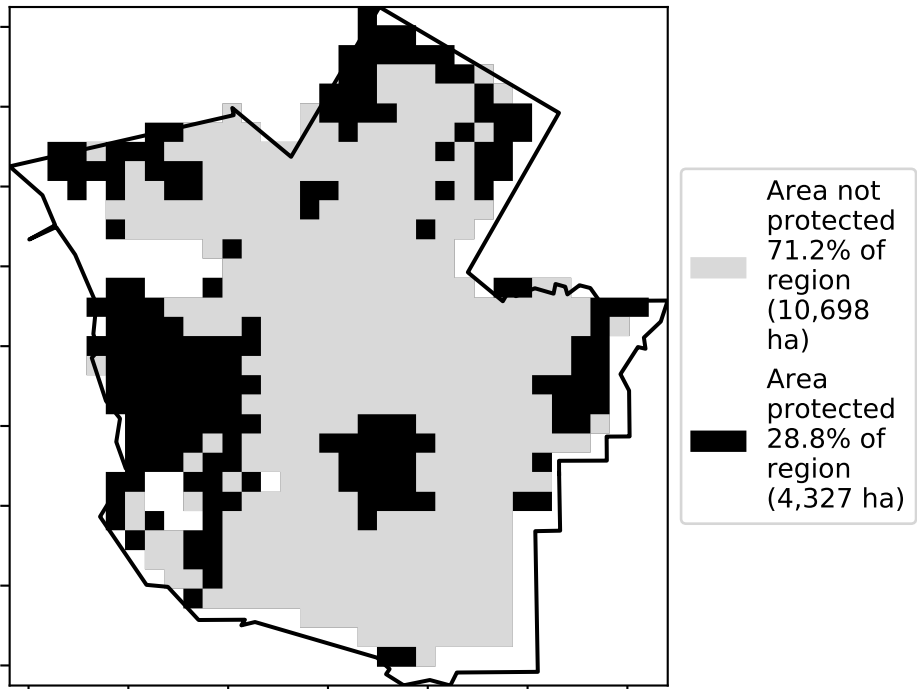 Area not
protected
71.2% of
region
(10,698
ha)
Area
protected
28.8% of
region
(4,327 ha)